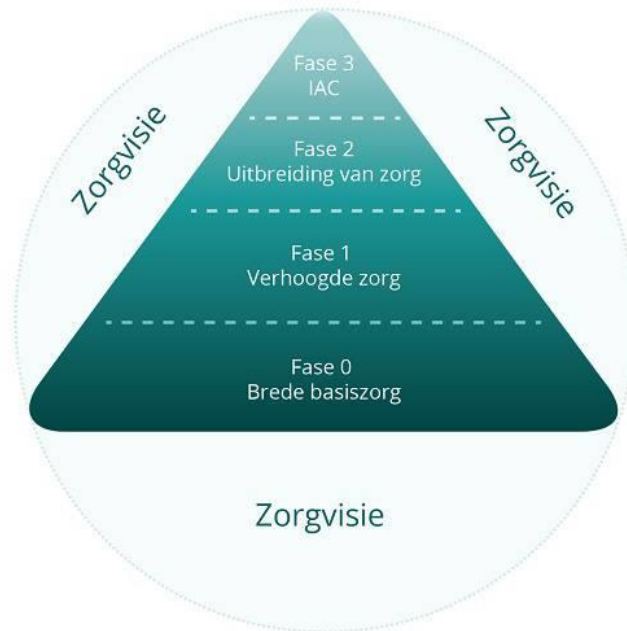 Fase 3
IAC
Zorgvisie
Zorgvisie
Fase 2
Uitbreiding van zorg
Fase 1
Verhoogde zorg
Fase 0
Brede basiszorg
Zorgvisie